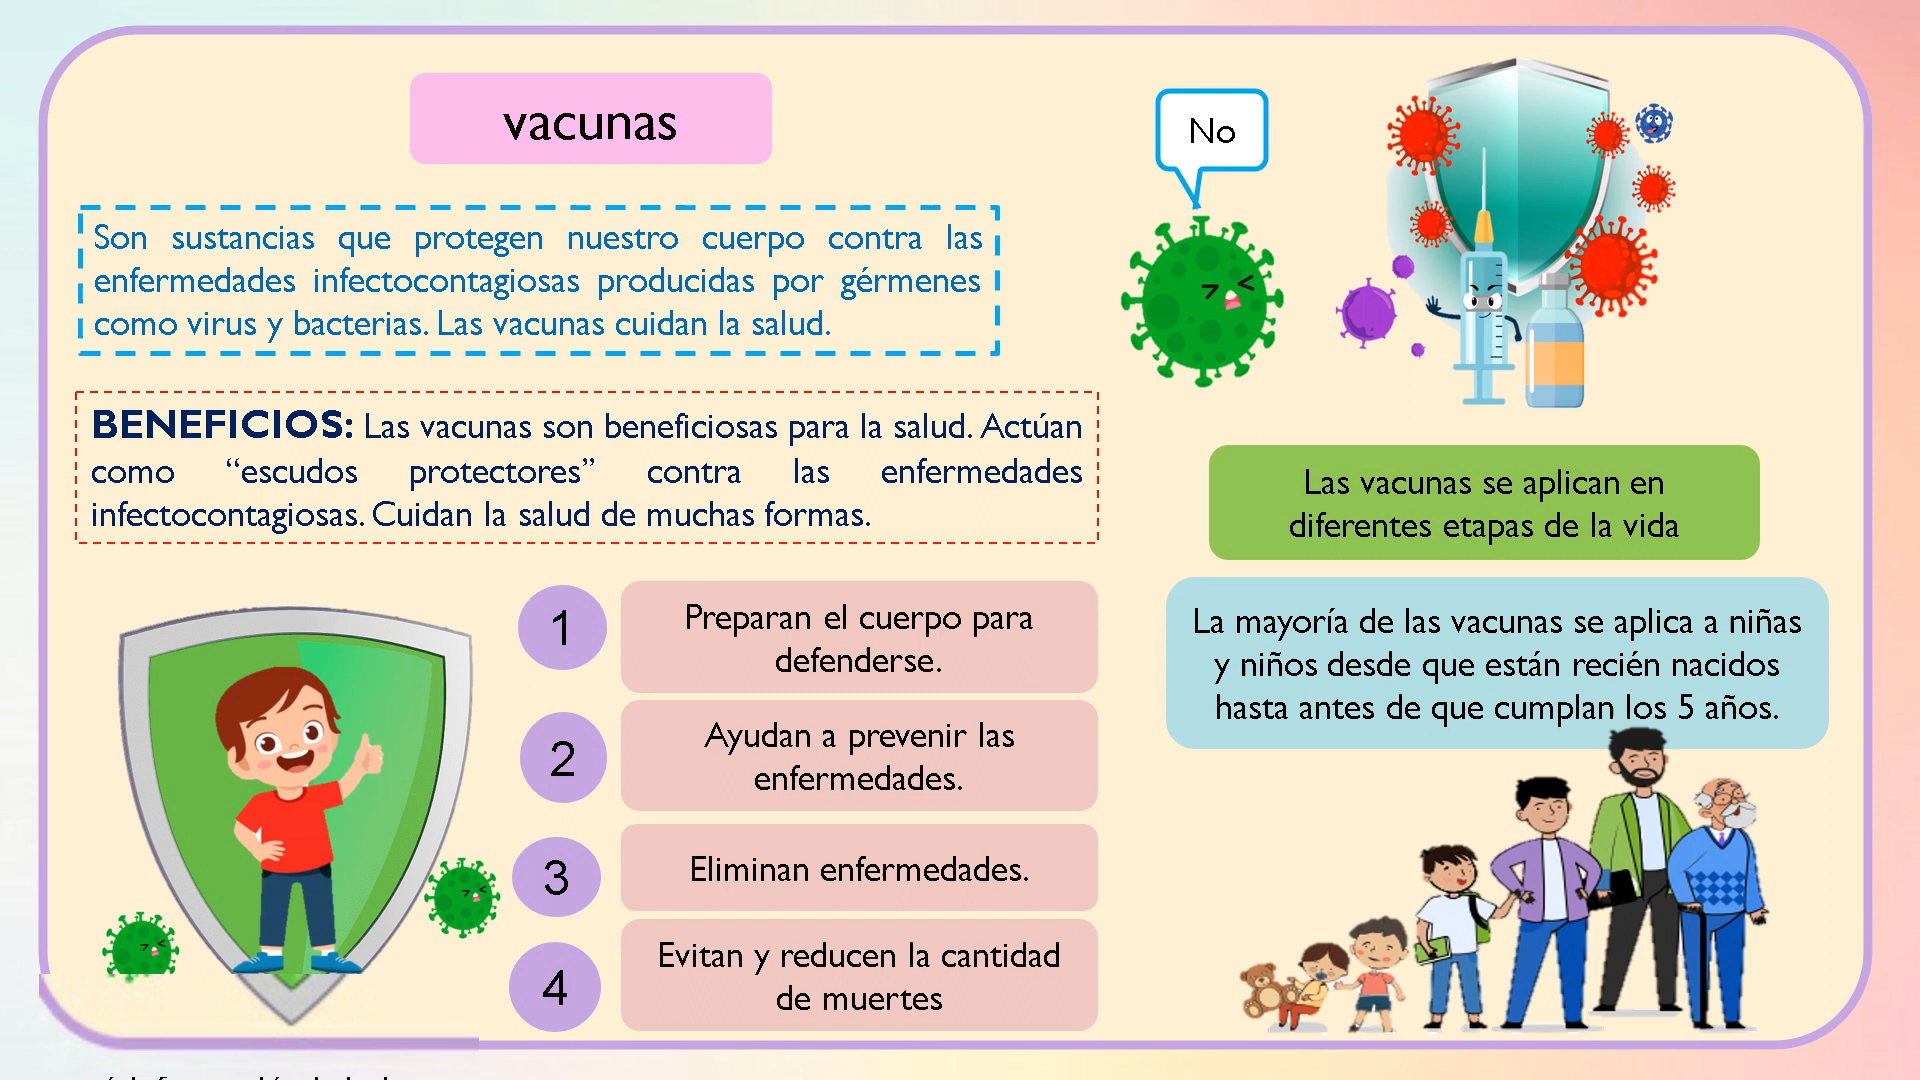 vacunas
No
Son sustancias que protegen nuestro cuerpo contra las
enfermedades infectocontagiosas producidas por gérmenes
como virus y bacterias. Las vacunas cuidan la salud.
BENEFICIOS: Las vacunas son beneficiosas para la salud. Actúan
como “escudos protectores” contra las enfermedades
infectocontagiosas. Cuidan la salud de muchas formas.
1
Preparan el cuerpo para
defenderse.
2
Ayudan a prevenir las
enfermedades.
3
Eliminan enfermedades.
4
Evitan y reducen la cantidad
de muertes
Las vacunas se aplican en
diferentes etapas de la vida
La mayoría de las vacunas se aplica a niñas
y niños desde que están recién nacidos
hasta antes de que cumplan los 5 años.